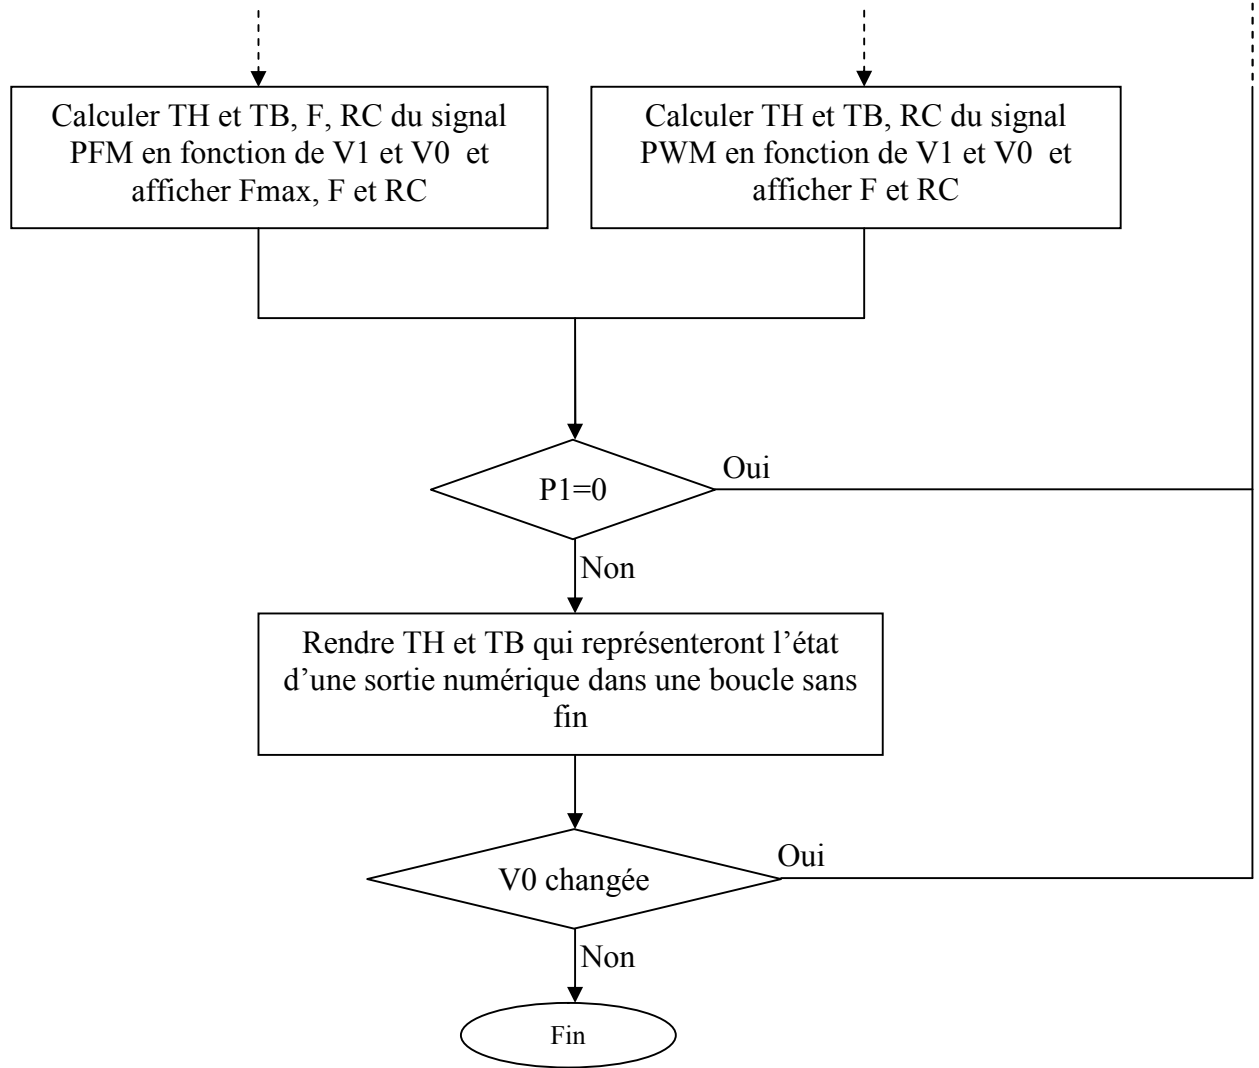 Calculer TH et TB, F, RC du signal
PFM en fonction de V1 et V0 et
afficher Fmax, F et RC
Calculer TH et TB, RC du signal
PWM en fonction de V1 et V0 et
afficher F et RC
P1=0
Oui
Non
Rendre TH et TB qui représenteront l’état
d’une sortie numérique dans une boucle sans
fin
V0 changée
Oui
Non
Fin